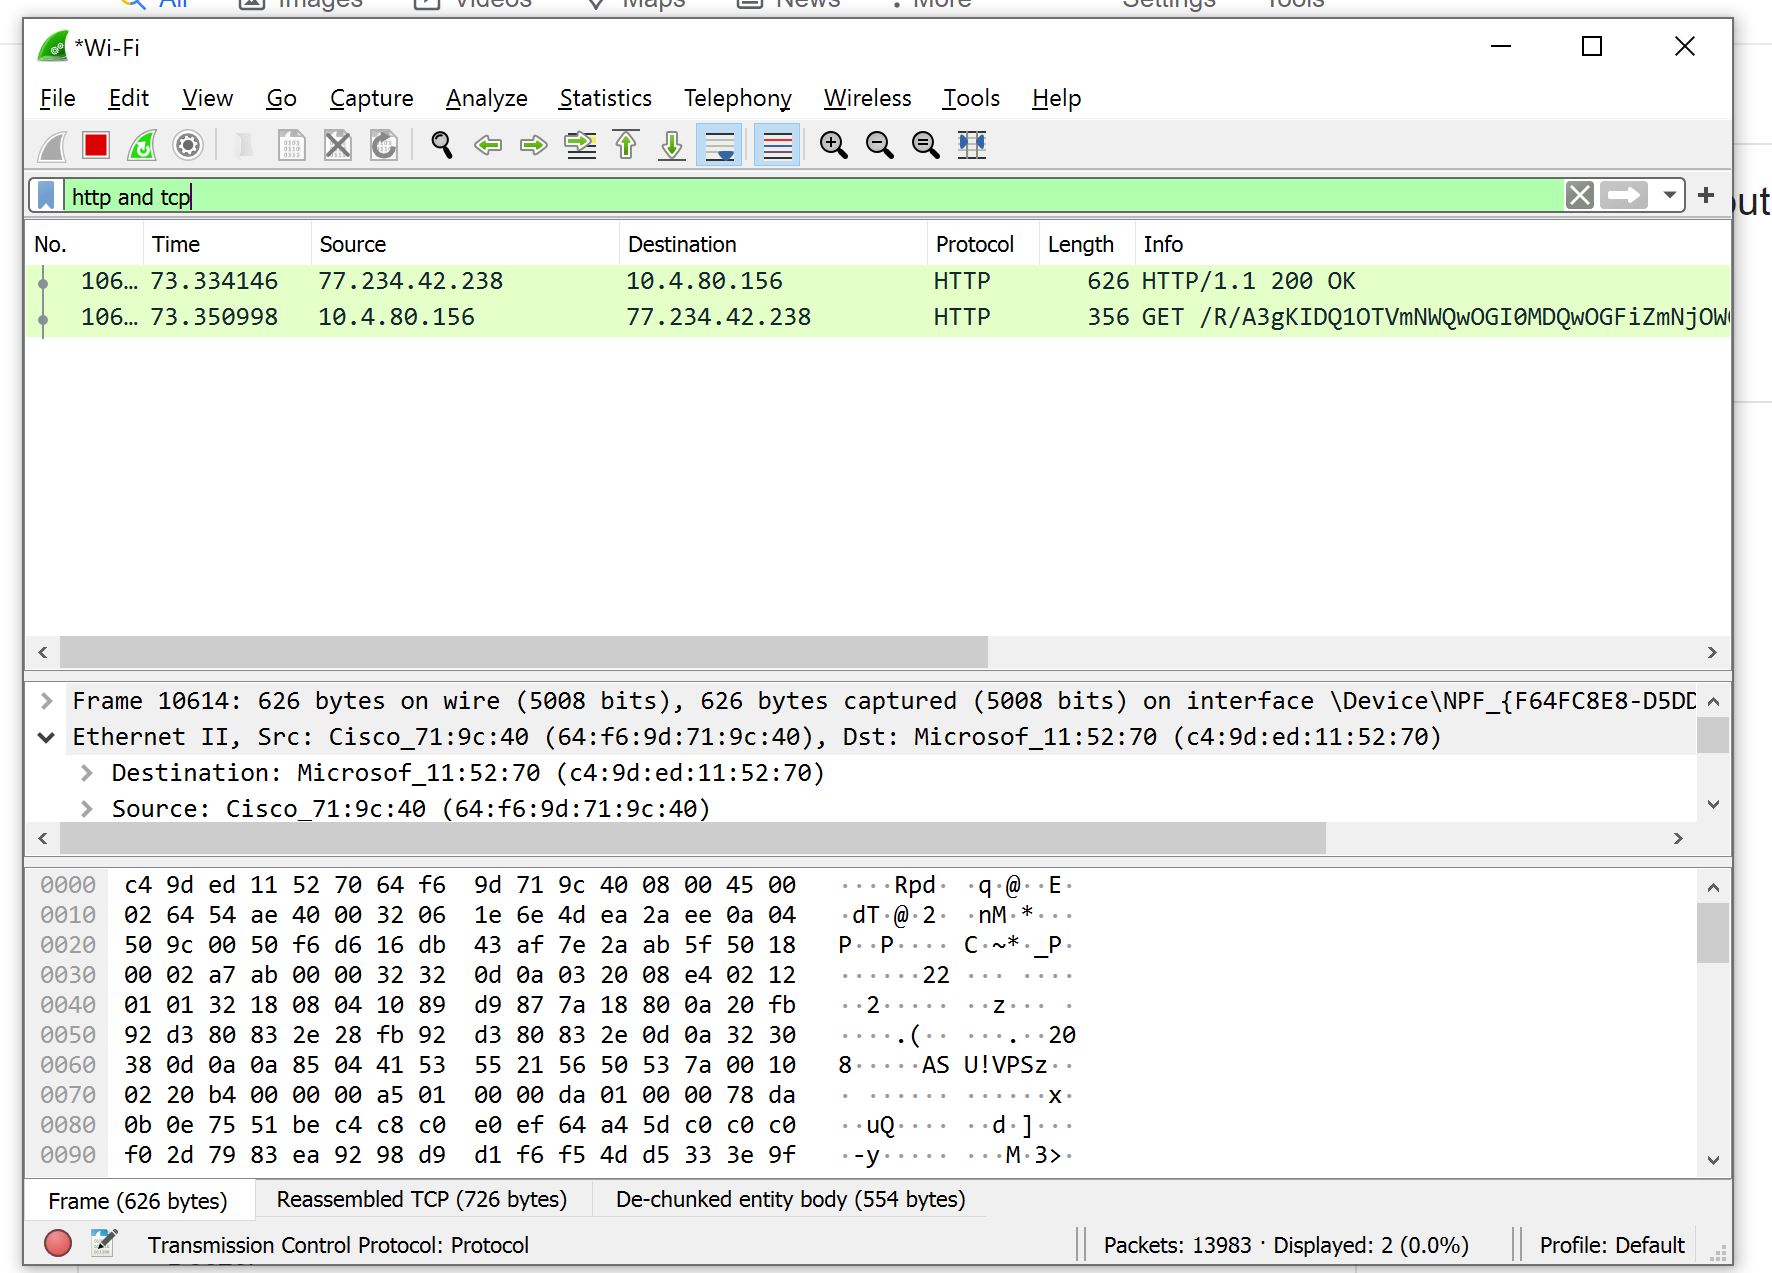 All Images Videos Maps News More Settings Tools
*Wi-Fi
File Edit View Go Capture Analyze Statistics Telephony Wireless Tools Help
http and tcp
out
No. Time Source Destination Protocol Length Info
106… 73.334146 77.234.42.238 10.4.80.156 HTTP 626 HTTP/1.1 200 OK
106… 73.350998 10.4.80.156 77.234.42.238 HTTP 356 GET /R/A3gKIDQ1OTVmNWQwOGI0MDQwOGFiZmNjOW
Frame 10614: 626 bytes on wire (5008 bits), 626 bytes captured (5008 bits) on interface \Device\NPF_{F64FC8E8-D5DD
Ethernet II, Src: Cisco_71:9c:40 (64:f6:9d:71:9c:40), Dst: Microsof_11:52:70 (c4:9d:ed:11:52:70)
Destination: Microsof_11:52:70 (c4:9d:ed:11:52:70)
Source: Cisco_71:9c:40 (64:f6:9d:71:9c:40)
0000 c4 9d ed 11 52 70 64 f6 9d 71 9c 40 08 00 45 00 ····Rpd· ·q·@··E·
0010 02 64 54 ae 40 00 32 06 1e 6e 4d ea 2a ee 0a 04 ·dT·@·2· ·nM·*···
0020 50 9c 00 50 f6 d6 16 db 43 af 7e 2a ab 5f 50 18 P··P···· C·~*·_P·
0030 00 02 a7 ab 00 00 32 32 0d 0a 03 20 08 e4 02 12 ······22 ··· ····
0040 01 01 32 18 08 04 10 89 d9 87 7a 18 80 0a 20 fb ··2····· ··z··· ·
0050 92 d3 80 83 2e 28 fb 92 d3 80 83 2e 0d 0a 32 30 ····.(·· ···.··20
0060 38 0d 0a 0a 85 04 41 53 55 21 56 50 53 7a 00 10 8·····AS U!VPSz··
0070 02 20 b4 00 00 00 a5 01 00 00 da 01 00 00 78 da · ······ ······x·
0080 0b 0e 75 51 be c4 c8 c0 e0 ef 64 a4 5d c0 c0 c0 ··uQ···· ··d·]···
0090 f0 2d 79 83 ea 92 98 d9 d1 f6 f5 4d d5 33 3e 9f ·-y····· ···M·3>·
Frame (626 bytes) Reassembled TCP (726 bytes) De-chunked entity body (554 bytes)
Transmission Control Protocol: Protocol Packets: 13983 · Displayed: 2 (0.0%) Profile: Default